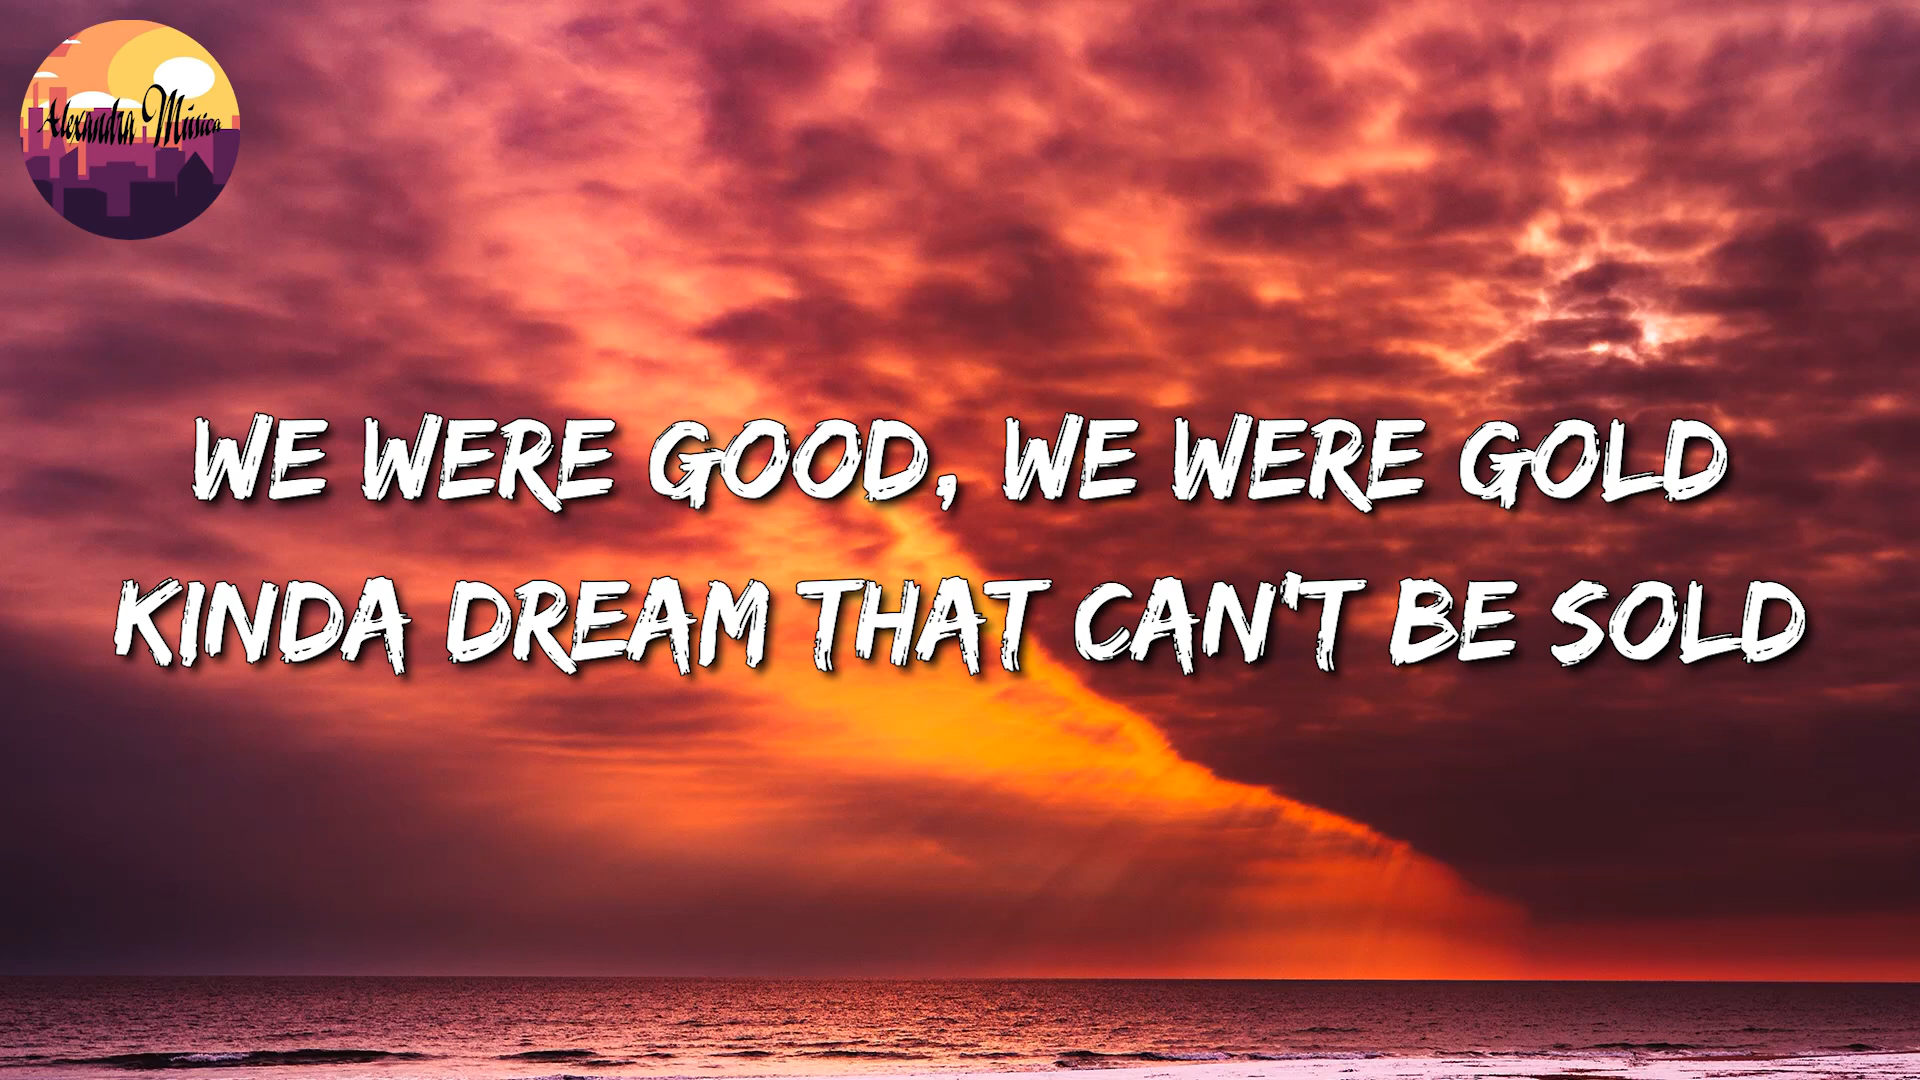 Alexandra Música
WE WERE GOOD, WE WERE GOLD
KINDA DREAM THAT CAN'T BE SOLD